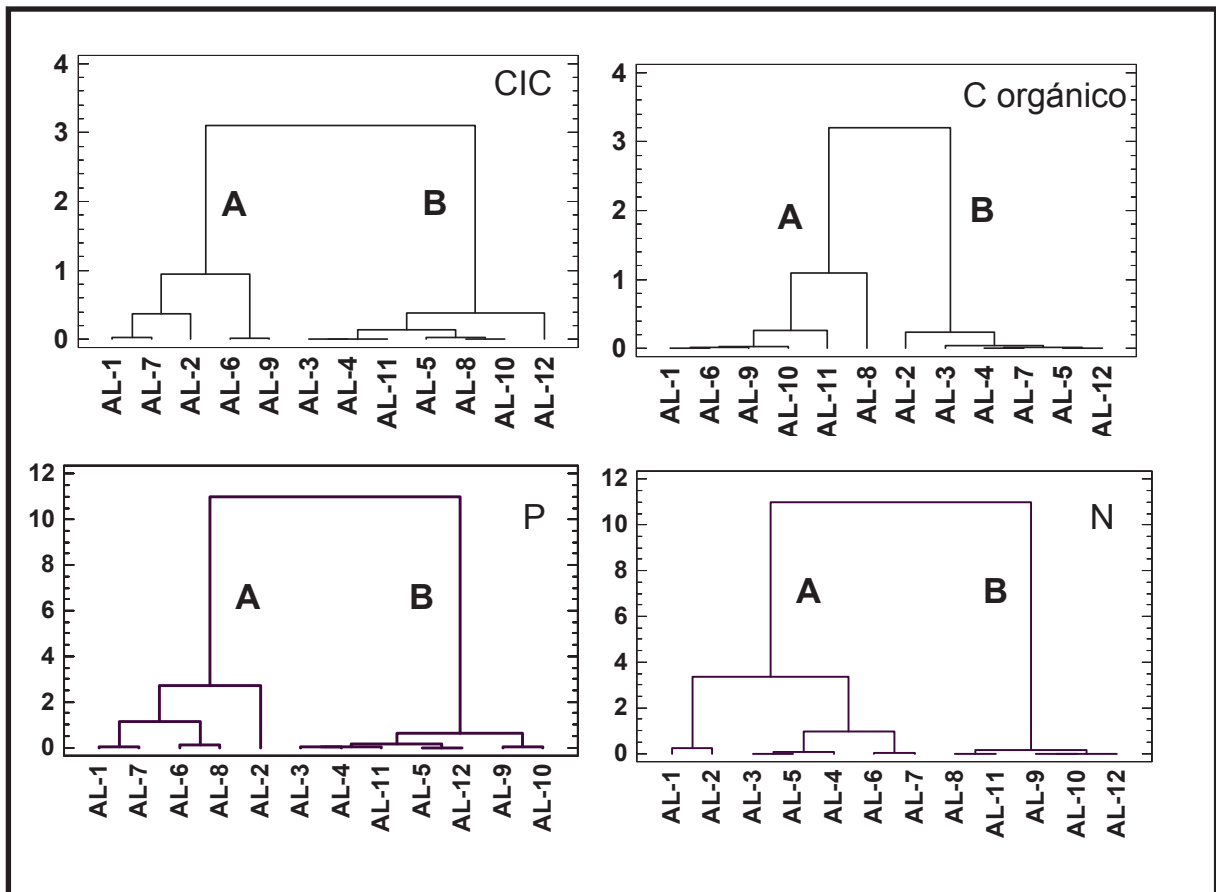 4
3
2
1
0
CIC
A
B
AL-1
AL-7
AL-2
AL-6
AL-9
AL-3
AL-4
AL-11
AL-5
AL-8
AL-10
AL-12
4
3
2
1
0
C orgánico
A
B
AL-1
AL-6
AL-9
AL-10
AL-11
AL-8
AL-2
AL-3
AL-4
AL-7
AL-5
AL-12
12
10
8
6
4
2
0
P
A
B
AL-1
AL-7
AL-6
AL-8
AL-2
AL-3
AL-4
AL-11
AL-5
AL-12
AL-9
AL-10
12
10
8
6
4
2
0
N
A
B
AL-1
AL-2
AL-3
AL-5
AL-4
AL-6
AL-7
AL-8
AL-11
AL-9
AL-10
AL-12